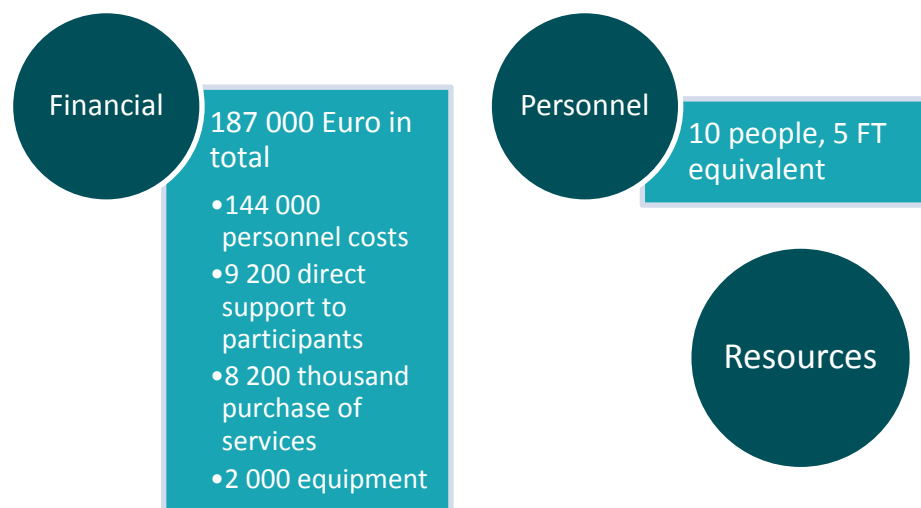 Financial
187 000 Euro in
total
•144 000
personnel costs
•9 200 direct
support to
participants
•8 200 thousand
purchase of
services
•2 000 equipment
Personnel
10 people, 5 FT
equivalent
Resources